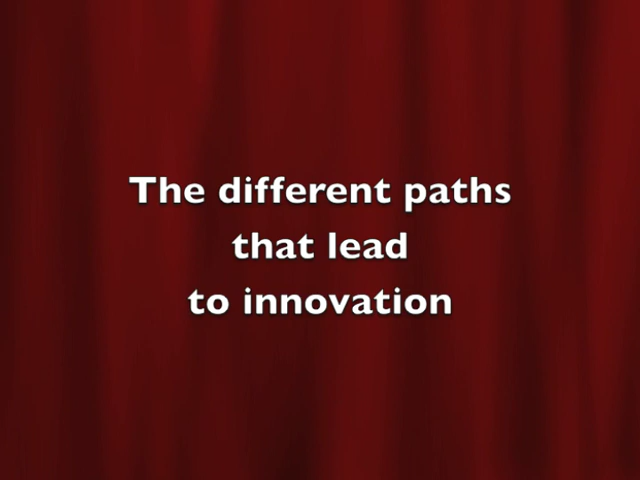 The different paths
that lead
to innovation